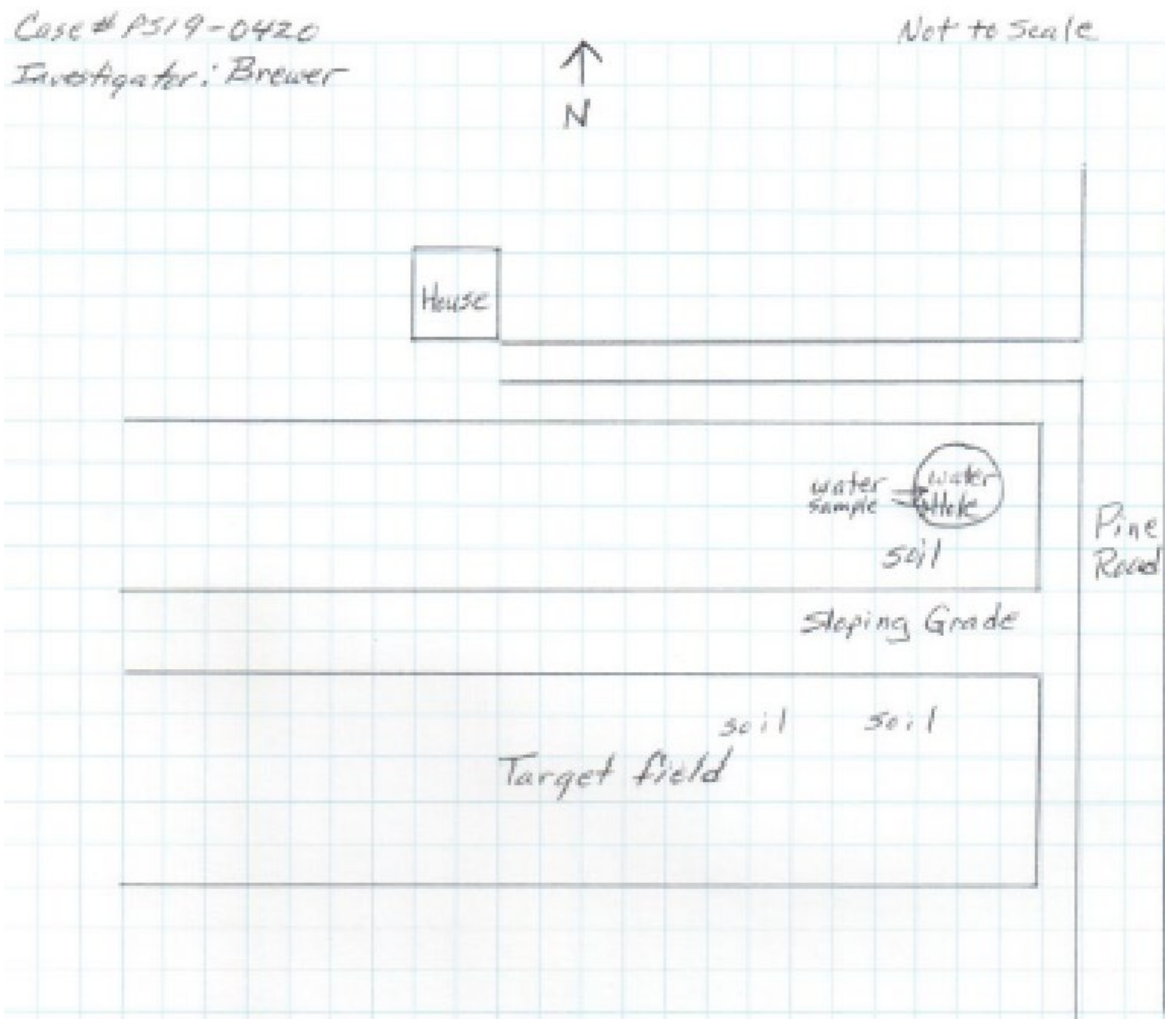 Case # PS19-0420
Not to Scale
Investigator: Brewer
N
House
water
sample
water
Hole
soil
Pine
Road
Sloping Grade
soil
soil
Target field